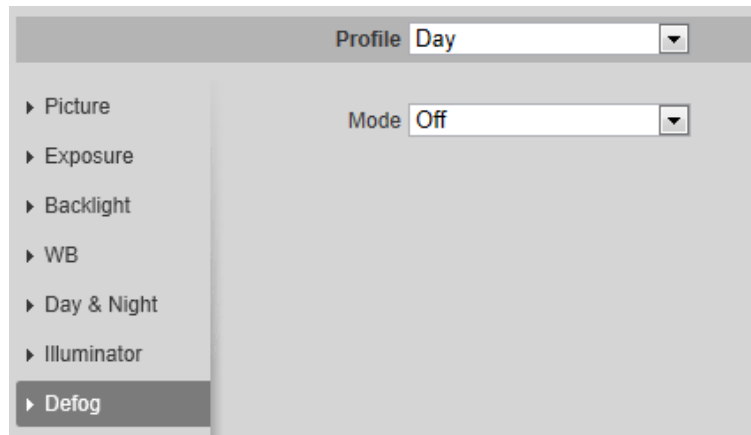 Profile Day
Picture
Mode Off
Exposure
Backlight
WB
Day & Night
Illuminator
Defog